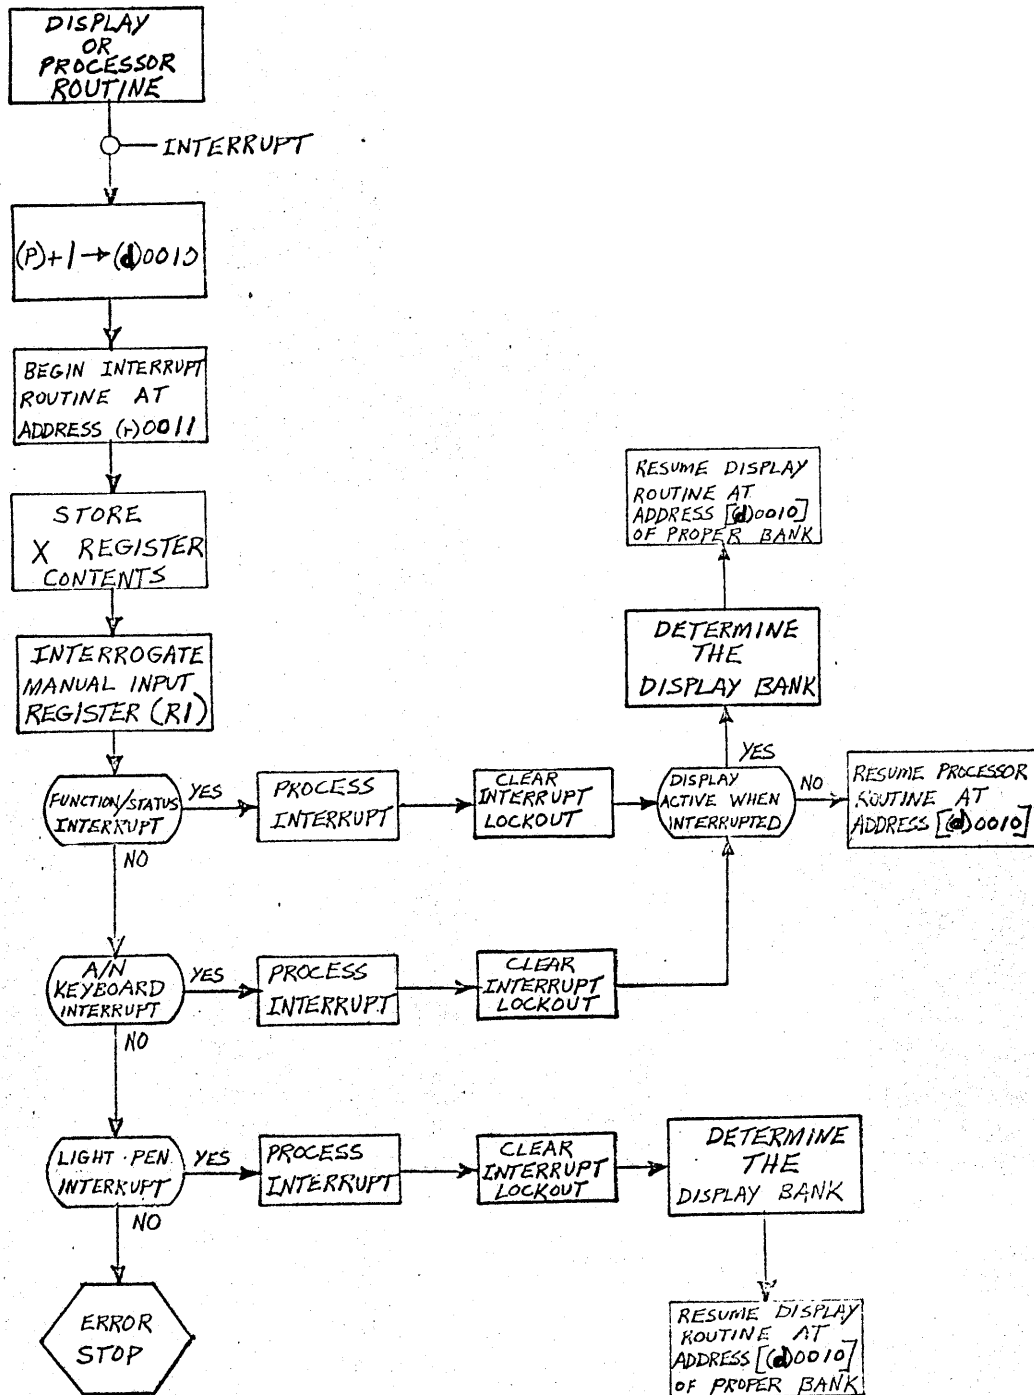 DISPLAY
OR
PROCESSOR
ROUTINE
INTERRUPT
(P)+1→(d)0010
BEGIN INTERRUPT
ROUTINE AT
ADDRESS (r)0011
STORE
X REGISTER
CONTENTS
INTERROGATE
MANUAL INPUT
REGISTER (RI)
FUNCTION/STATUS
INTERRUPT
YES
NO
PROCESS
INTERRUPT
CLEAR
INTERRUPT
LOCKOUT
DISPLAY
ACTIVE WHEN
INTERRUPTED
YES
NO
DETERMINE
THE
DISPLAY BANK
RESUME DISPLAY
ROUTINE AT
ADDRESS [(d)0010]
OF PROPER BANK
RESUME PROCESSOR
ROUTINE AT
ADDRESS [(d)0010]
A/N
KEYBOARD
INTERRUPT
YES
NO
PROCESS
INTERRUPT
CLEAR
INTERRUPT
LOCKOUT
LIGHT PEN
INTERRUPT
YES
NO
PROCESS
INTERRUPT
CLEAR
INTERRUPT
LOCKOUT
DETERMINE
THE
DISPLAY BANK
RESUME DISPLAY
ROUTINE AT
ADDRESS [(d)0010]
OF PROPER BANK
ERROR
STOP